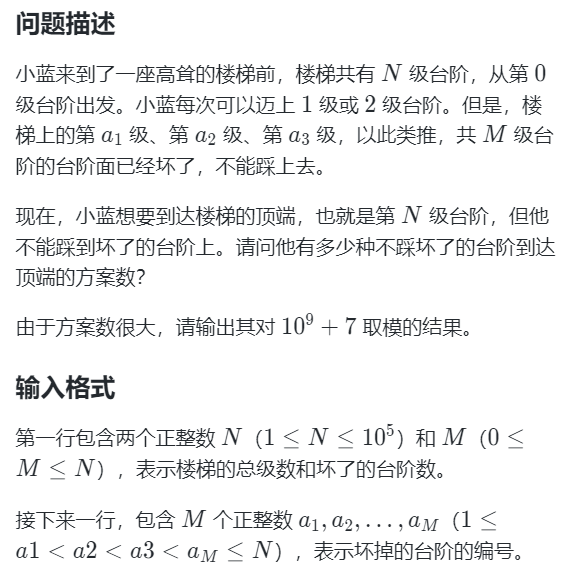 问题描述
小蓝来到了一座高耸的楼梯前，楼梯共有 N 级台阶，从第 0
级台阶出发。小蓝每次可以迈上 1 级或 2 级台阶。但是，楼
梯上的第 a₁ 级、第 a₂ 级、第 a₃ 级，以此类推，共 M 级台
阶的台阶面已经坏了，不能踩上去。
现在，小蓝想要到达楼梯的顶端，也就是第 N 级台阶，但他
不能踩到坏了的台阶上。请问他有多少种不踩坏了的台阶到达
顶端的方案数？
由于方案数很大，请输出其对 10⁹ + 7 取模的结果。
输入格式
第一行包含两个正整数 N（1 ≤ N ≤ 10⁵）和 M（0 ≤
M ≤ N），表示楼梯的总级数和坏了的台阶数。
接下来一行，包含 M 个正整数 a₁, a₂, . . . , a_M（1 ≤
a1 < a2 < a3 < a_M ≤ N），表示坏掉的台阶的编号。